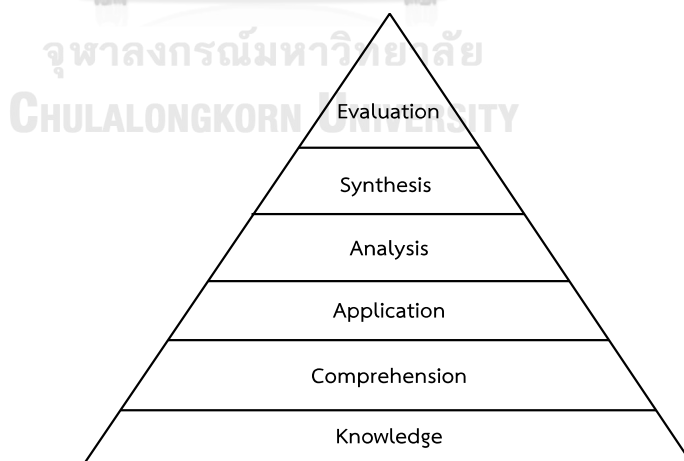 จุฬาลงกรณ์มหาวิทยาลัย
CHULALONGKORN UNIVERSITY
Evaluation
Synthesis
Analysis
Application
Comprehension
Knowledge